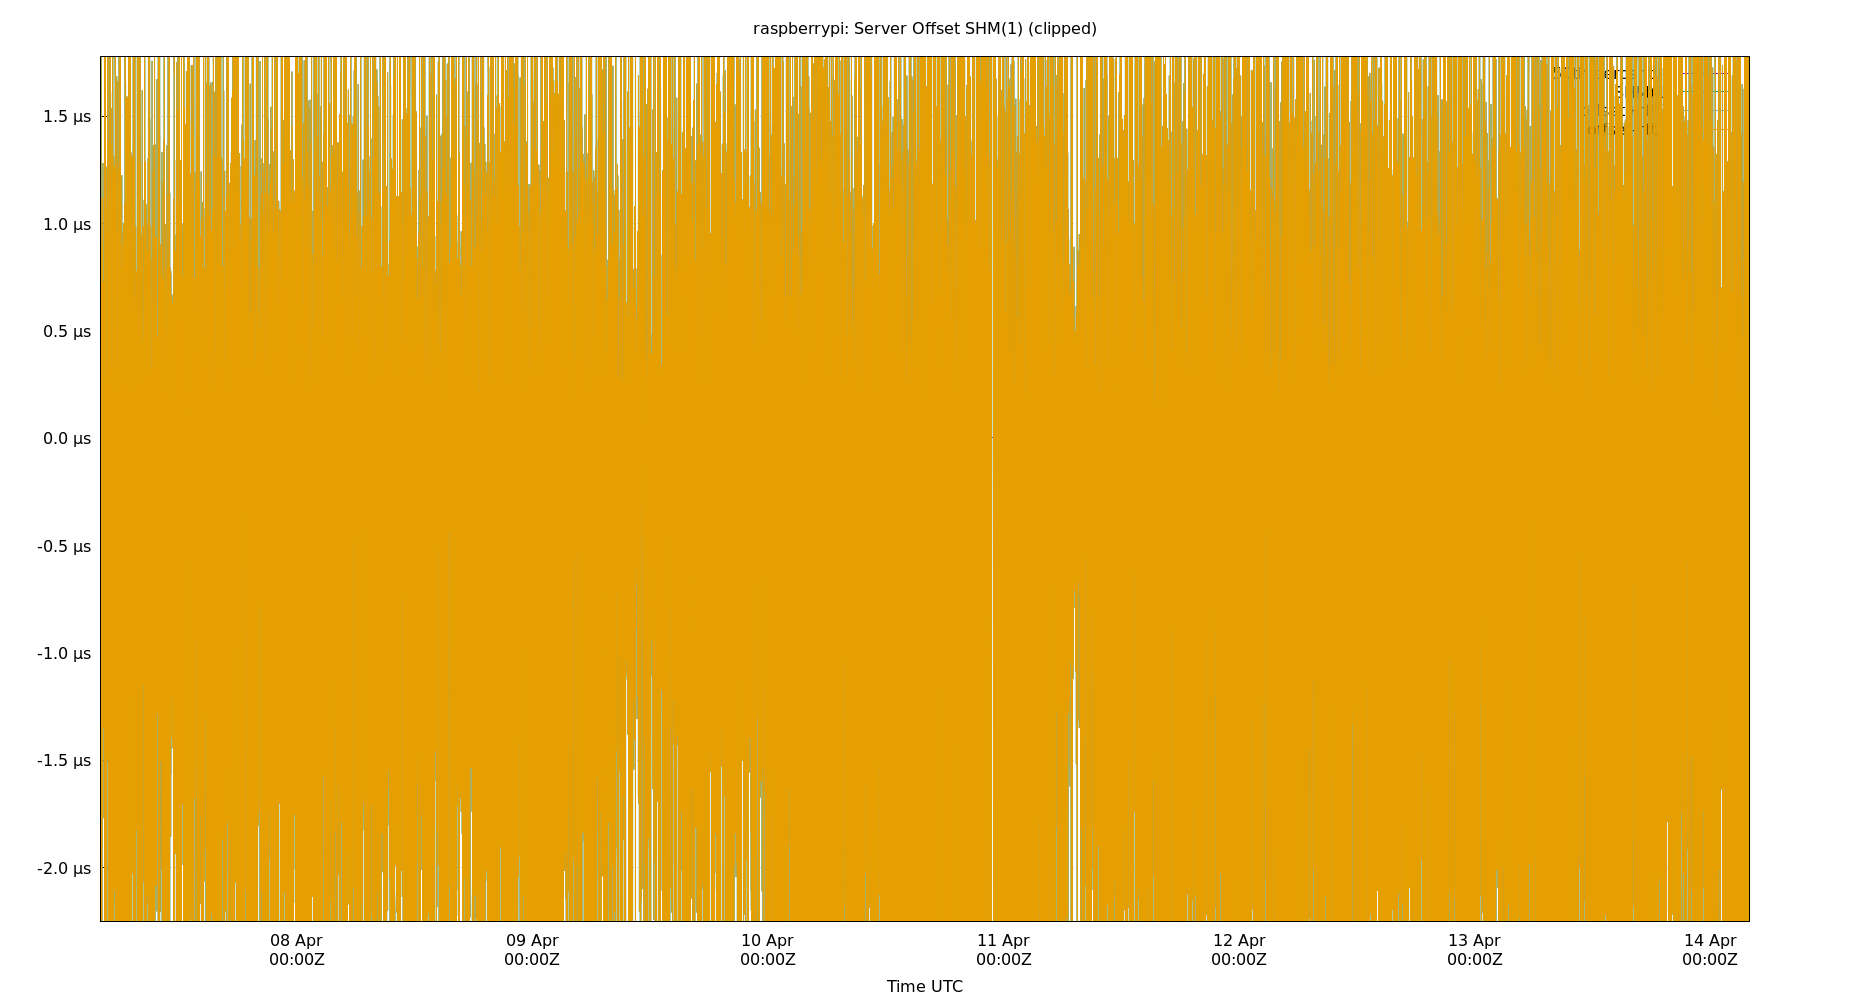 raspberrypi: Server Offset SHM(1) (clipped)
1.5 µs
1.0 µs
0.5 µs
0.0 µs
-0.5 µs
-1.0 µs
-1.5 µs
-2.0 µs
08 Apr 09 Apr 10 Apr 11 Apr 12 Apr 13 Apr 14 Apr
00:00Z 00:00Z 00:00Z 00:00Z 00:00Z 00:00Z 00:00Z
Time UTC